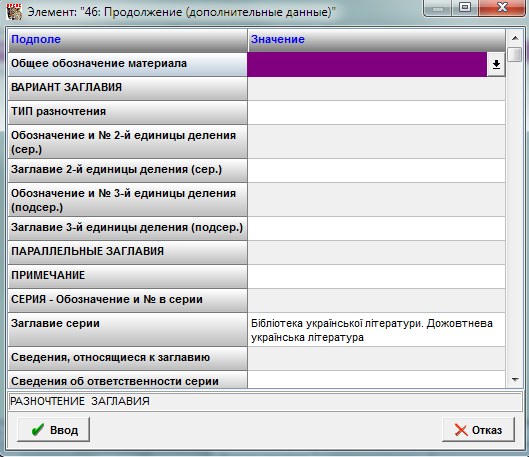 Элемент: "46: Продолжение (дополнительные данные)"
Подполе Значение
Общее обозначение материала
ВАРИАНТ ЗАГЛАВИЯ
ТИП разночтения
Обозначение и № 2-й единицы деления
(сер.)
Заглавие 2-й единицы деления (сер.)
Обозначение и № 3-й единицы деления
(подсер.)
Заглавие 3-й единицы деления (подсер.)
ПАРАЛЛЕЛЬНЫЕ ЗАГЛАВИЯ
ПРИМЕЧАНИЕ
СЕРИЯ - Обозначение и № в серии
Заглавие серии
Бібліотека української літератури. Дожовтнева
українська література
Сведения, относящиеся к заглавию
Сведения об ответственности серии
РАЗНОЧТЕНИЕ ЗАГЛАВИЯ
Ввод Отказ